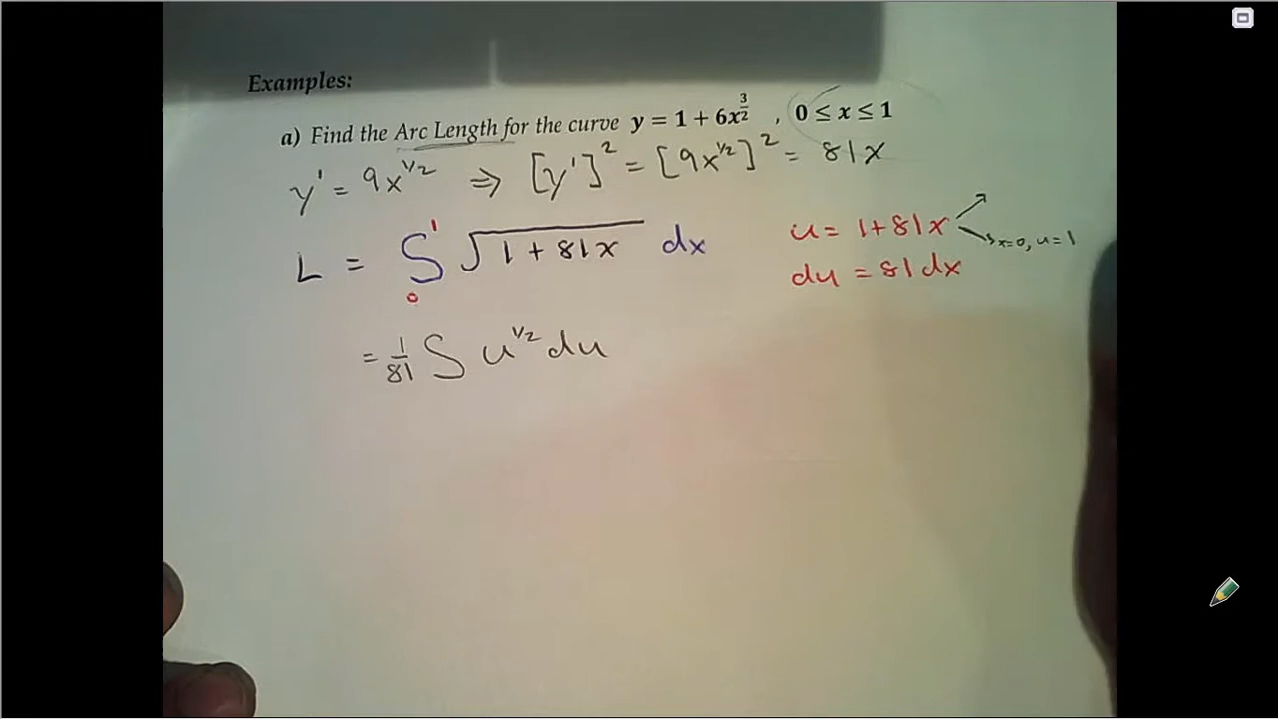 Examples:
a) Find the Arc Length for the curve y = 1 + 6x^(3/2) , 0 ≤ x ≤ 1
y' = 9x^(1/2) ⇒ [y']^2 = [9x^(1/2)]^2 = 81x
L = ∫_0^1 √(1 + 81x) dx
u = 1 + 81x
x=0, u=1
du = 81 dx
= 1/81 ∫ u^(1/2) du